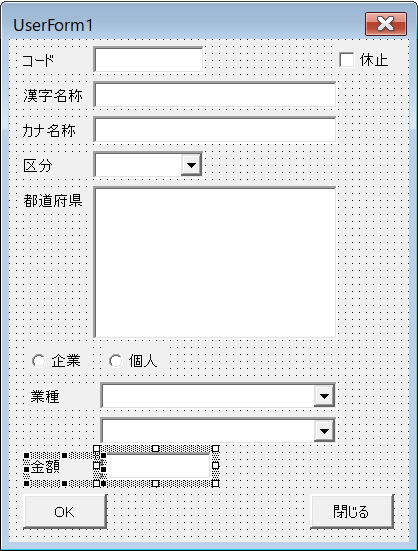 UserForm1
コード
休止
漢字名称
カナ名称
区分
都道府県
企業 個人
業種
金額
OK 閉じる